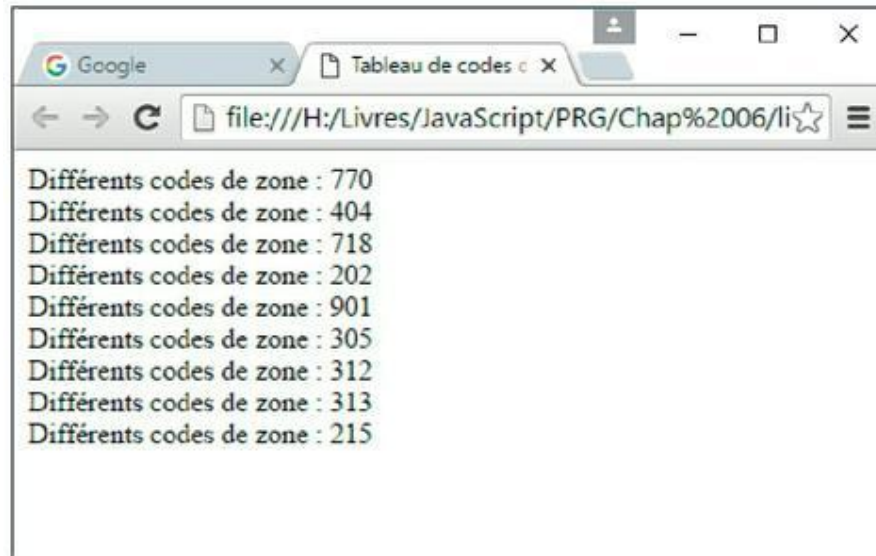 Google
Tableau de codes
file:///H:/Livres/JavaScript/PRG/Chap%2006/li
Différents codes de zone : 770
Différents codes de zone : 404
Différents codes de zone : 718
Différents codes de zone : 202
Différents codes de zone : 901
Différents codes de zone : 305
Différents codes de zone : 312
Différents codes de zone : 313
Différents codes de zone : 215